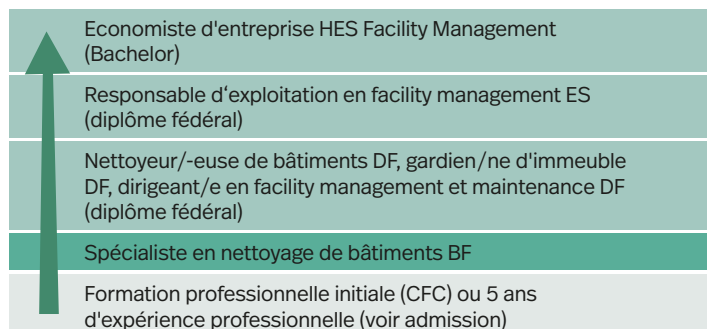 Economiste d'entreprise HES Facility Management
(Bachelor)
Responsable d‘exploitation en facility management ES
(diplôme fédéral)
Nettoyeur/-euse de bâtiments DF, gardien/ne d'immeuble
DF, dirigeant/e en facility management et maintenance DF
(diplôme fédéral)
Spécialiste en nettoyage de bâtiments BF
Formation professionnelle initiale (CFC) ou 5 ans
d'expérience professionnelle (voir admission)